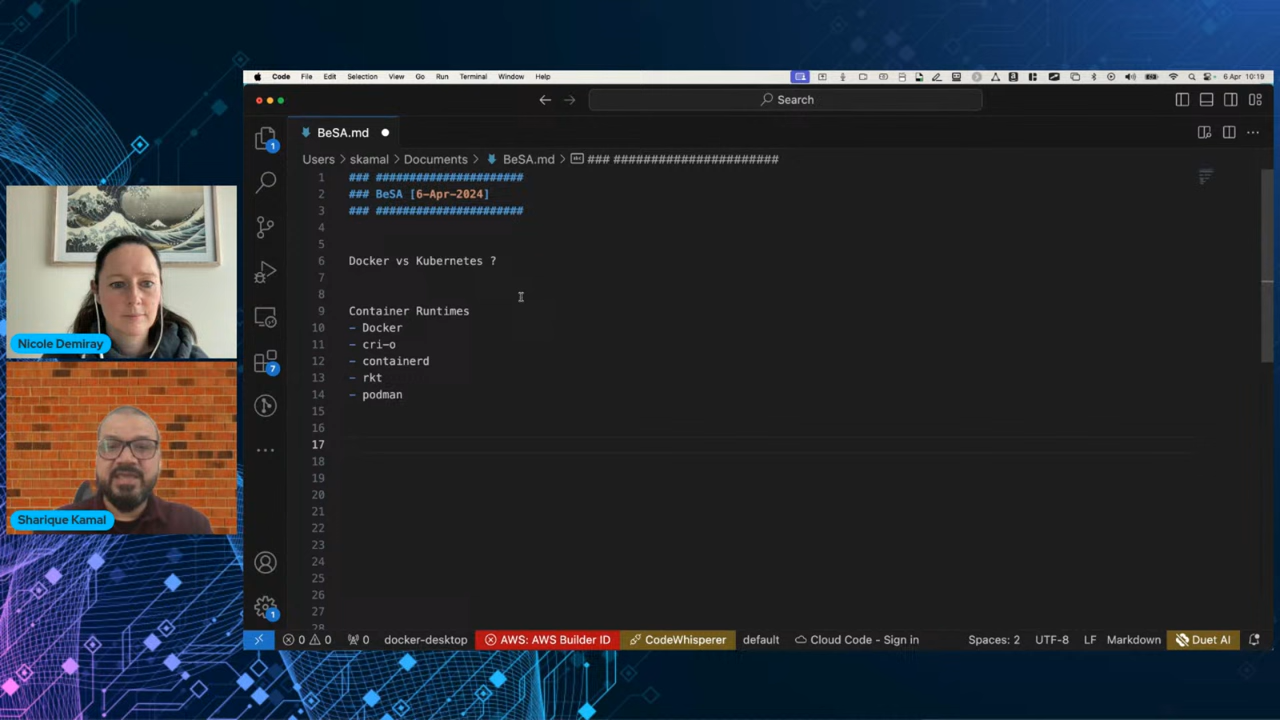 Code File Edit Selection View Go Run Terminal Window Help 6 Apr 10:19
Search
BeSA.md
Users > skamal > Documents > BeSA.md > ### ######################
1 ### ######################
2 ### BeSA [6-Apr-2024]
3 ### ######################
4
5
6 Docker vs Kubernetes ?
7
8
9 Container Runtimes
10 - Docker
11 - cri-o
12 - containerd
13 - rkt
14 - podman
15
16
17
18
19
20
21
22
23
24
25
26
27
28
1
7
1
Nicole Demiray
Sharique Kamal
0 0 0 docker-desktop AWS: AWS Builder ID CodeWhisperer default Cloud Code - Sign in Spaces: 2 UTF-8 LF Markdown Duet AI